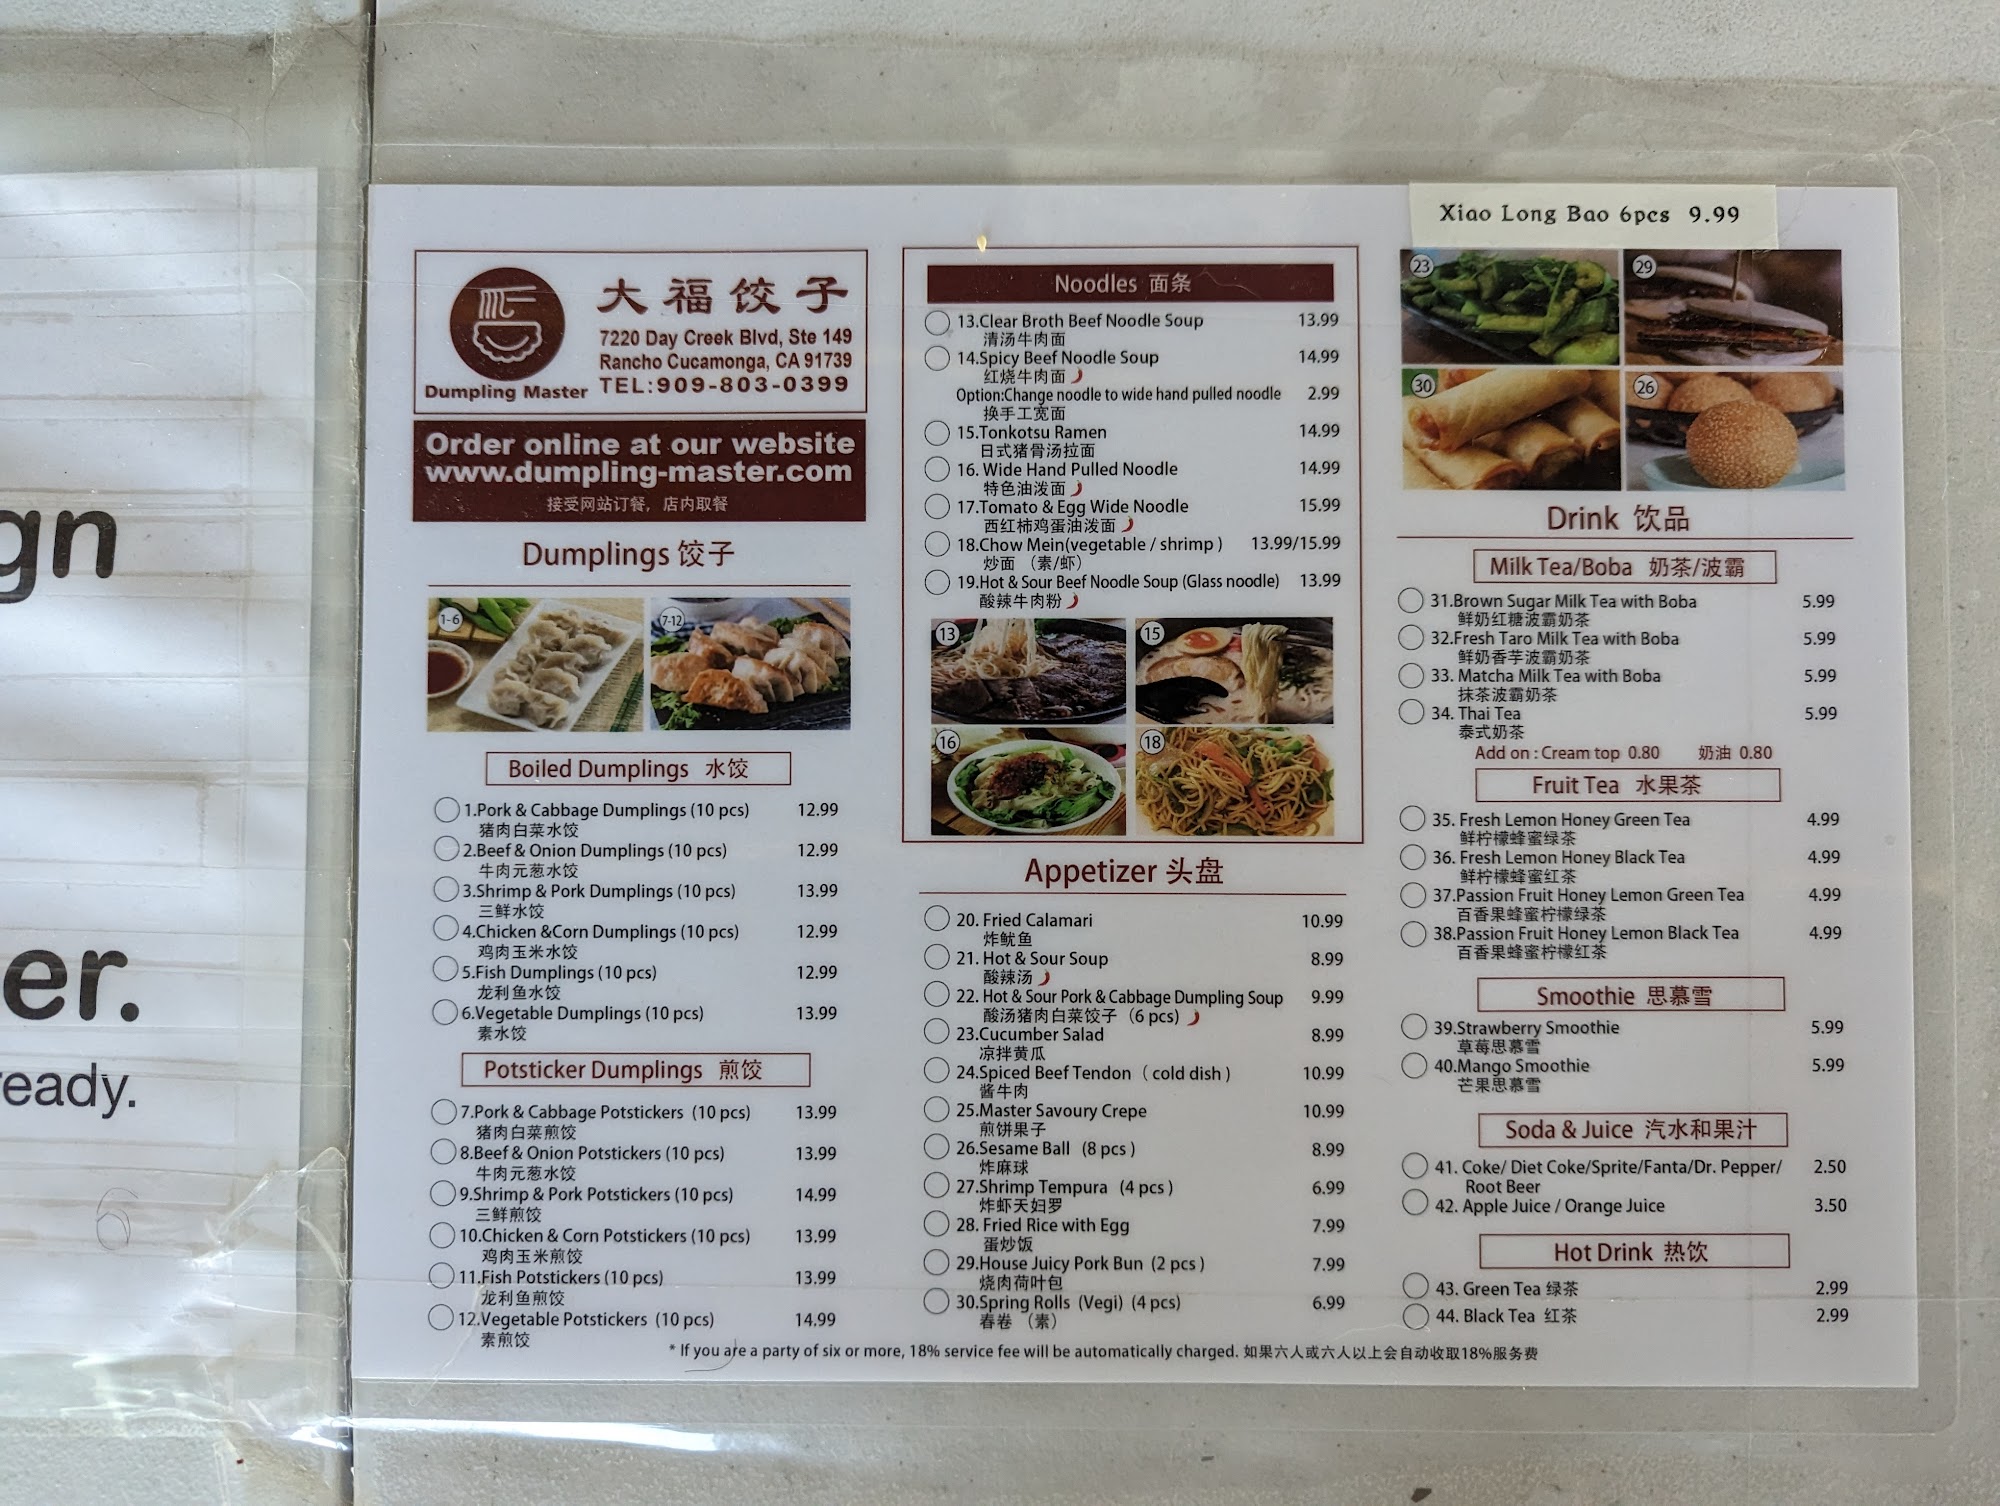 gn
er.
ready.
6
大福饺子
7220 Day Creek Blvd, Ste 149
Rancho Cucamonga, CA 91739
TEL:909-803-0399
Dumpling Master
Order online at our website
www.dumpling-master.com
接受网站订餐，店内取餐
Dumplings 饺子
1-6
7-12
Boiled Dumplings 水饺
1.Pork & Cabbage Dumplings (10 pcs) 12.99
猪肉白菜水饺
2.Beef & Onion Dumplings (10 pcs) 12.99
牛肉元葱水饺
3.Shrimp & Pork Dumplings (10 pcs) 13.99
三鲜水饺
4.Chicken &Corn Dumplings (10 pcs) 12.99
鸡肉玉米水饺
5.Fish Dumplings (10 pcs) 12.99
龙利鱼水饺
6.Vegetable Dumplings (10 pcs) 13.99
素水饺
Potsticker Dumplings 煎饺
7.Pork & Cabbage Potstickers (10 pcs) 13.99
猪肉白菜煎饺
8.Beef & Onion Potstickers (10 pcs) 13.99
牛肉元葱水饺
9.Shrimp & Pork Potstickers (10 pcs) 14.99
三鲜煎饺
10.Chicken & Corn Potstickers (10 pcs) 13.99
鸡肉玉米煎饺
11.Fish Potstickers (10 pcs) 13.99
龙利鱼煎饺
12.Vegetable Potstickers (10 pcs) 14.99
素煎饺
Noodles 面条
13.Clear Broth Beef Noodle Soup 13.99
清汤牛肉面
14.Spicy Beef Noodle Soup 14.99
红烧牛肉面
Option:Change noodle to wide hand pulled noodle 2.99
换手工宽面
15.Tonkotsu Ramen 14.99
日式猪骨汤拉面
16. Wide Hand Pulled Noodle 14.99
特色油泼面
17.Tomato & Egg Wide Noodle 15.99
西红柿鸡蛋油泼面
18.Chow Mein(vegetable / shrimp ) 13.99/15.99
炒面 （素/虾）
19.Hot & Sour Beef Noodle Soup (Glass noodle) 13.99
酸辣牛肉粉
13
15
16
18
Appetizer 头盘
20. Fried Calamari 10.99
炸鱿鱼
21. Hot & Sour Soup 8.99
酸辣汤
22. Hot & Sour Pork & Cabbage Dumpling Soup 9.99
酸汤猪肉白菜饺子（6 pcs）
23.Cucumber Salad 8.99
凉拌黄瓜
24.Spiced Beef Tendon ( cold dish ) 10.99
酱牛肉
25.Master Savoury Crepe 10.99
煎饼果子
26.Sesame Ball (8 pcs ) 8.99
炸麻球
27.Shrimp Tempura (4 pcs ) 6.99
炸虾天妇罗
28. Fried Rice with Egg 7.99
蛋炒饭
29.House Juicy Pork Bun (2 pcs ) 7.99
烧肉荷叶包
30.Spring Rolls (Vegi) (4 pcs) 6.99
春卷 （素）
Xiao Long Bao 6pcs 9.99
23
29
30
26
Drink 饮品
Milk Tea/Boba 奶茶/波霸
31.Brown Sugar Milk Tea with Boba 5.99
鲜奶红糖波霸奶茶
32.Fresh Taro Milk Tea with Boba 5.99
鲜奶香芋波霸奶茶
33. Matcha Milk Tea with Boba 5.99
抹茶波霸奶茶
34. Thai Tea 5.99
泰式奶茶
Add on : Cream top 0.80 奶油 0.80
Fruit Tea 水果茶
35. Fresh Lemon Honey Green Tea 4.99
鲜柠檬蜂蜜绿茶
36. Fresh Lemon Honey Black Tea 4.99
鲜柠檬蜂蜜红茶
37.Passion Fruit Honey Lemon Green Tea 4.99
百香果蜂蜜柠檬绿茶
38.Passion Fruit Honey Lemon Black Tea 4.99
百香果蜂蜜柠檬红茶
Smoothie 思慕雪
39.Strawberry Smoothie 5.99
草莓思慕雪
40.Mango Smoothie 5.99
芒果思慕雪
Soda & Juice 汽水和果汁
41. Coke/ Diet Coke/Sprite/Fanta/Dr. Pepper/ 2.50
Root Beer
42. Apple Juice / Orange Juice 3.50
Hot Drink 热饮
43. Green Tea 绿茶 2.99
44. Black Tea 红茶 2.99
* If you are a party of six or more, 18% service fee will be automatically charged. 如果六人或六人以上会自动收取18%服务费